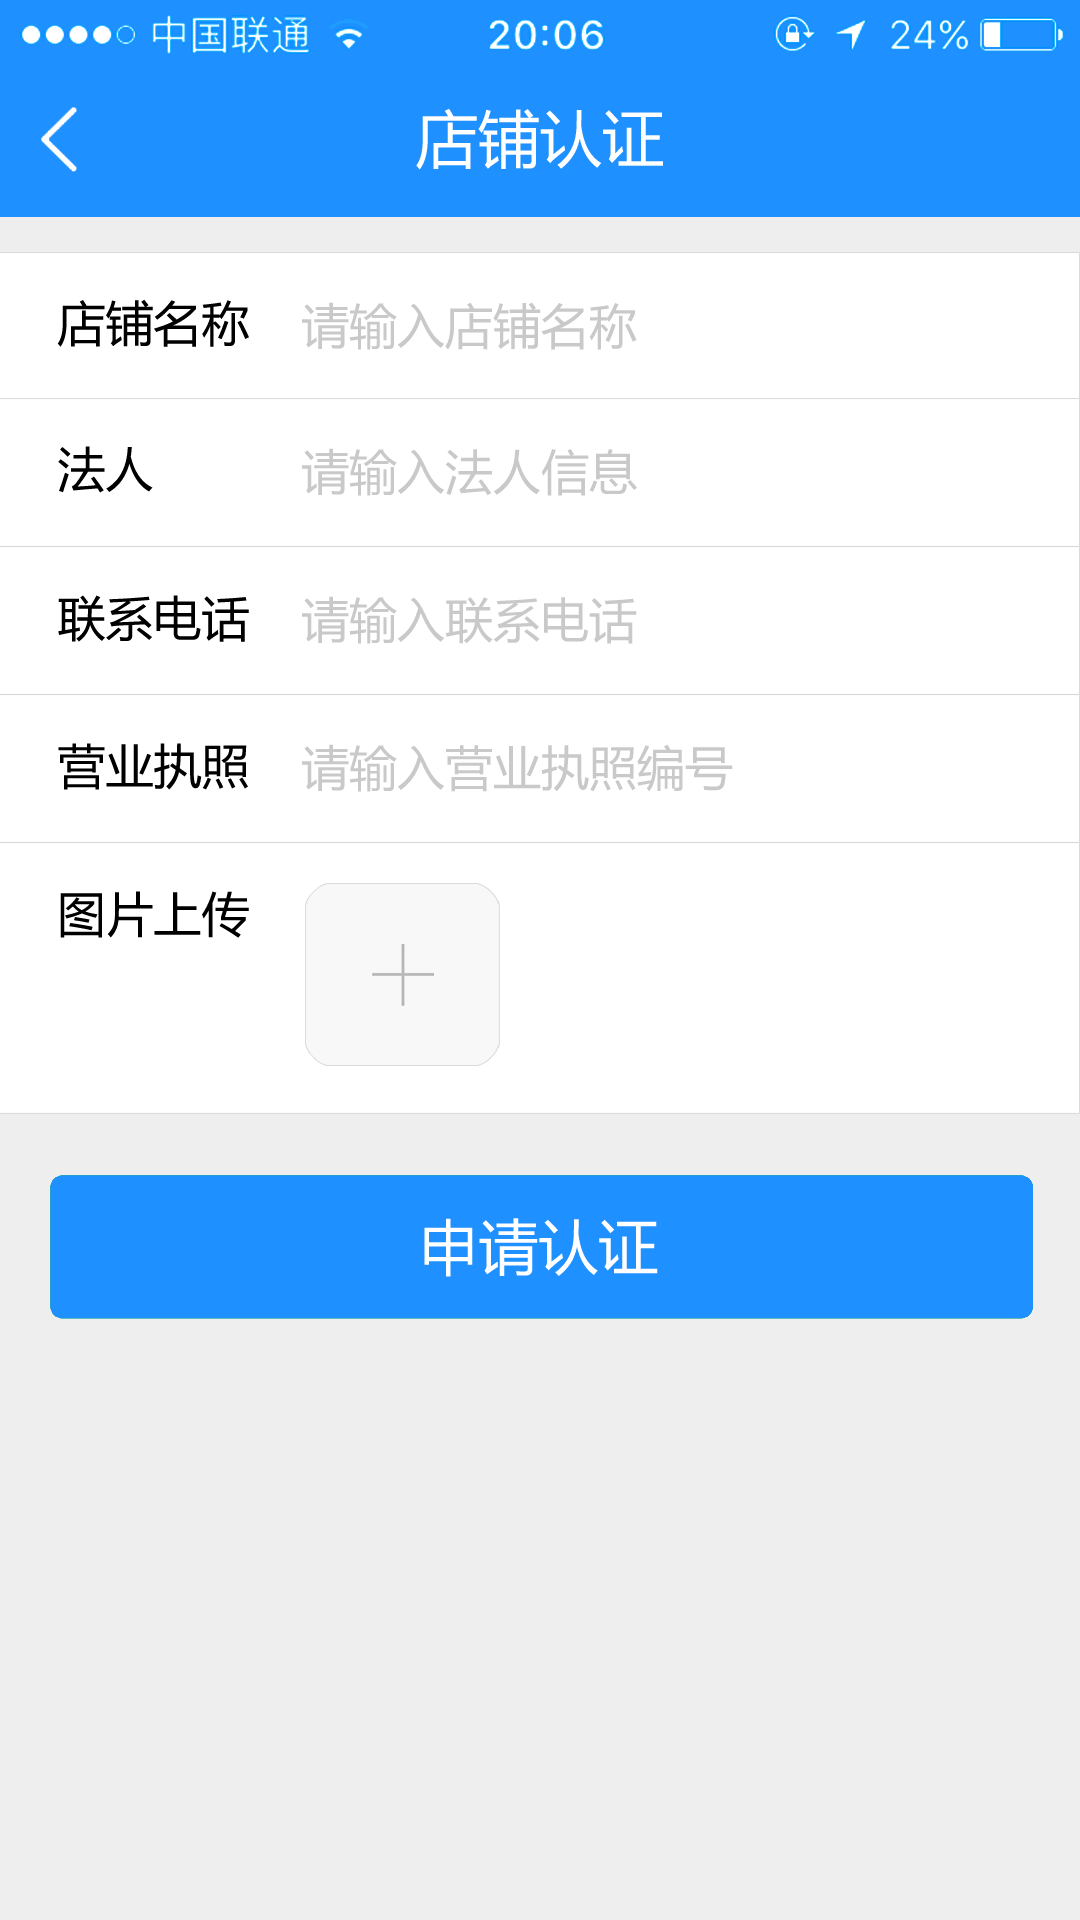 中国联通 20:06 24%
店铺认证
店铺名称 请输入店铺名称
法人 请输入法人信息
联系电话 请输入联系电话
营业执照 请输入营业执照编号
图片上传
申请认证